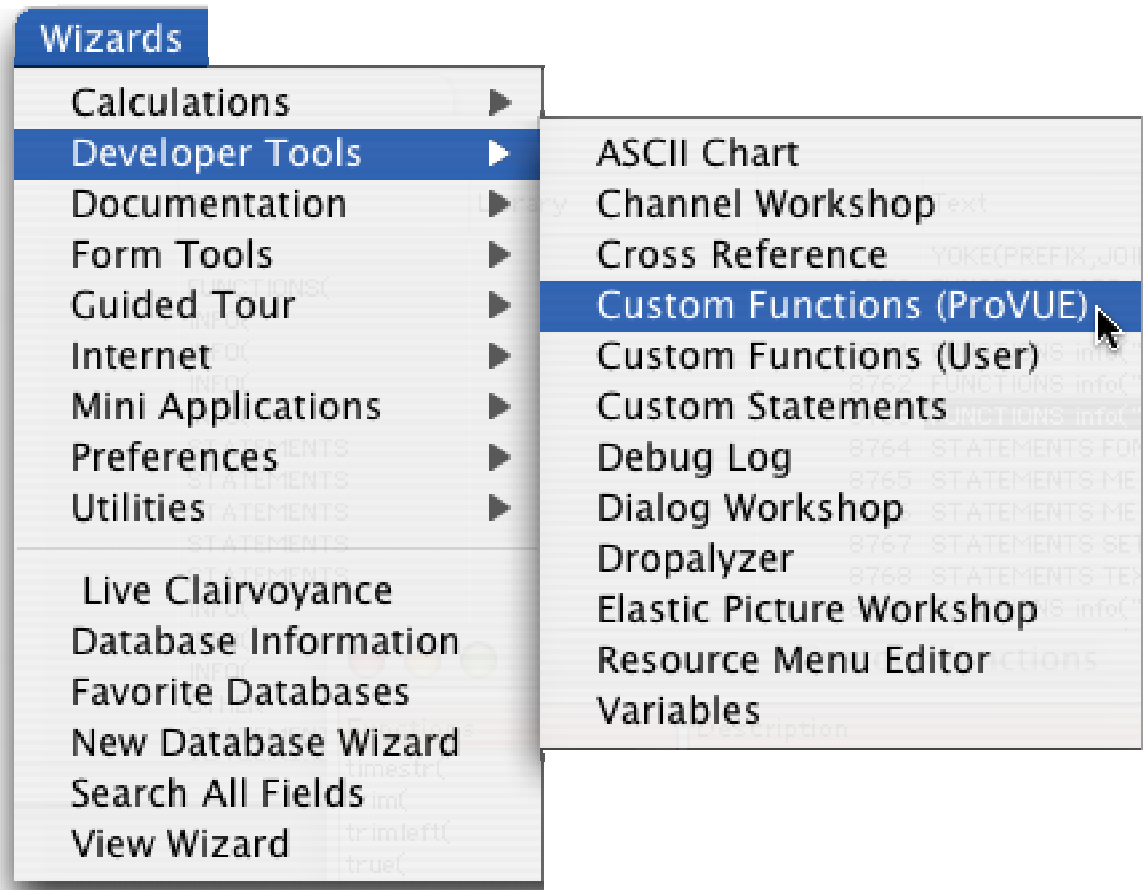 Wizards
Calculations
Developer Tools
Documentation
Form Tools
Guided Tour
Internet
Mini Applications
Preferences
Utilities
Live Clairvoyance
Database Information
Favorite Databases
New Database Wizard
Search All Fields
View Wizard
ASCII Chart
Channel Workshop
Cross Reference
Custom Functions (ProVUE)
Custom Functions (User)
Custom Statements
Debug Log
Dialog Workshop
Dropalyzer
Elastic Picture Workshop
Resource Menu Editor
Variables